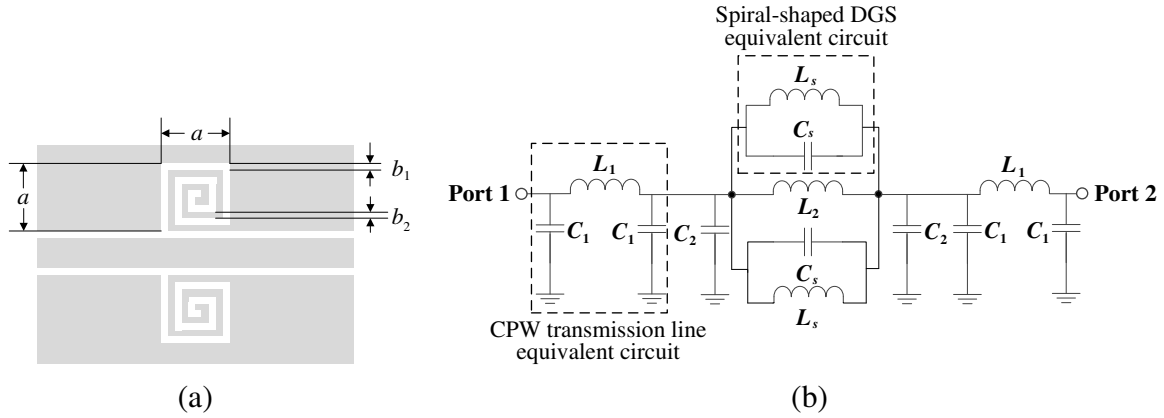 a
a
b₁
b₂
(a)
Spiral-shaped DGS
equivalent circuit
Lₛ
Cₛ
L₁
L₁
Port 1
Port 2
L₂
C₁
C₁
C₂
C₂
C₁
C₁
Cₛ
Lₛ
CPW transmission line
equivalent circuit
(b)